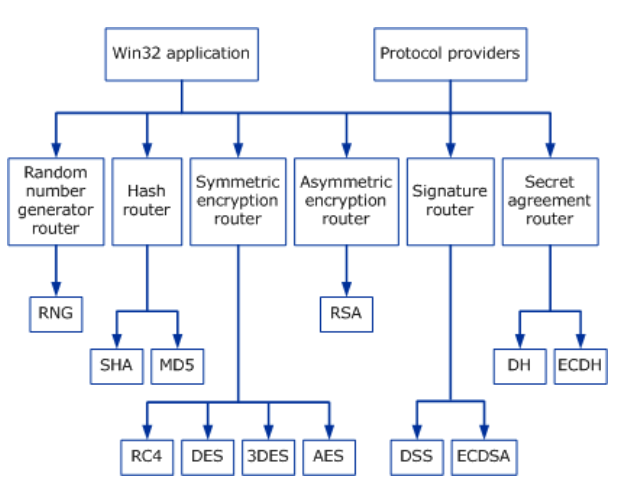 Win32 application
Protocol providers
Random
number
generator
router
Hash
router
Symmetric
encryption
router
Asymmetric
encryption
router
Signature
router
Secret
agreement
router
RNG
RSA
SHA
MD5
DH
ECDH
RC4
DES
3DES
AES
DSS
ECDSA